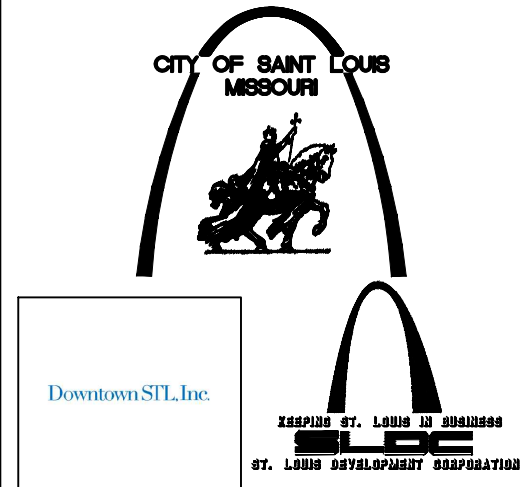 CITY OF SAINT LOUIS
MISSOURI
Downtown STL, Inc.
KEEPING ST. LOUIS IN BUSINESS
SLDC
ST. LOUIS DEVELOPMENT CORPORATION